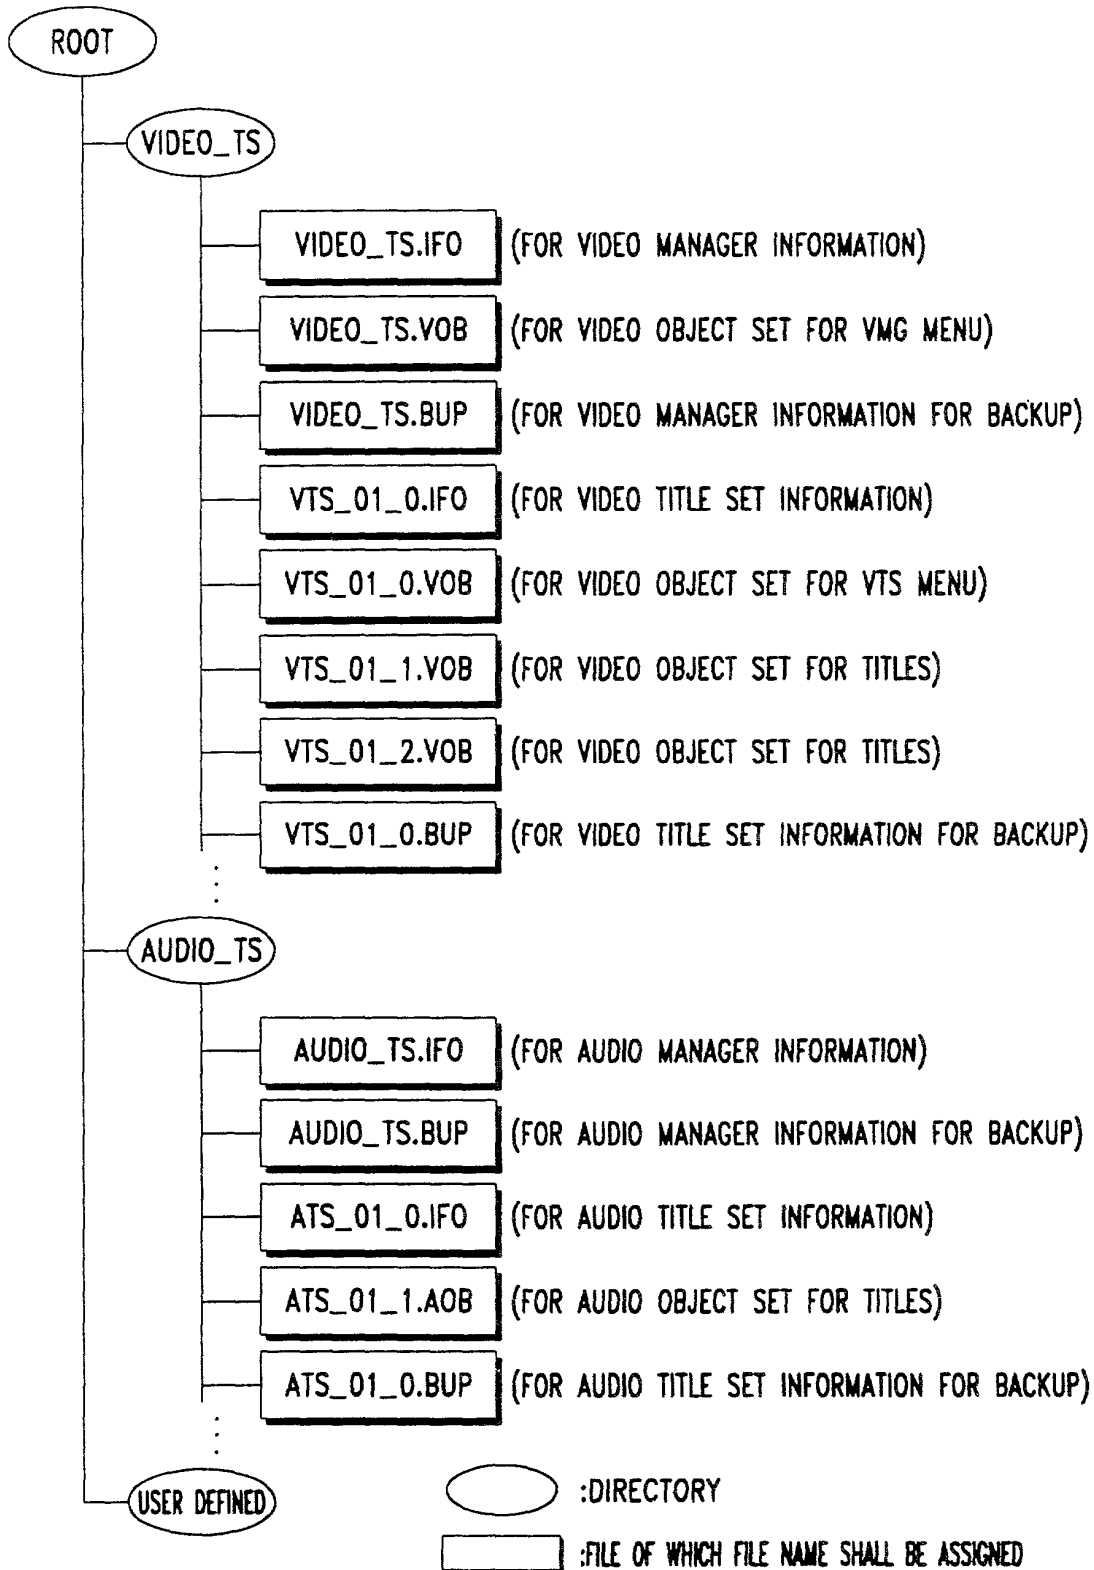 ROOT
VIDEO_TS
VIDEO_TS.IFO (FOR VIDEO MANAGER INFORMATION)
VIDEO_TS.VOB (FOR VIDEO OBJECT SET FOR VMG MENU)
VIDEO_TS.BUP (FOR VIDEO MANAGER INFORMATION FOR BACKUP)
VTS_01_0.IFO (FOR VIDEO TITLE SET INFORMATION)
VTS_01_0.VOB (FOR VIDEO OBJECT SET FOR VTS MENU)
VTS_01_1.VOB (FOR VIDEO OBJECT SET FOR TITLES)
VTS_01_2.VOB (FOR VIDEO OBJECT SET FOR TITLES)
VTS_01_0.BUP (FOR VIDEO TITLE SET INFORMATION FOR BACKUP)
AUDIO_TS
AUDIO_TS.IFO (FOR AUDIO MANAGER INFORMATION)
AUDIO_TS.BUP (FOR AUDIO MANAGER INFORMATION FOR BACKUP)
ATS_01_0.IFO (FOR AUDIO TITLE SET INFORMATION)
ATS_01_1.AOB (FOR AUDIO OBJECT SET FOR TITLES)
ATS_01_0.BUP (FOR AUDIO TITLE SET INFORMATION FOR BACKUP)
USER DEFINED
:DIRECTORY
:FILE OF WHICH FILE NAME SHALL BE ASSIGNED